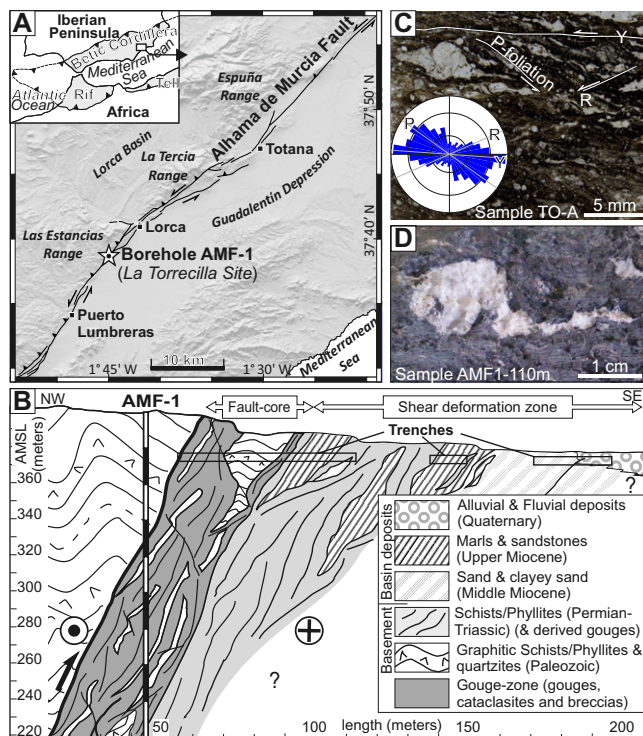 A
Iberian
Peninsula
Betic Cordillera
Mediterranean
Sea
Atlantic
Ocean
Rif
Tell
Africa
Espuña
Range
Alhama de Murcia Fault
Lorca Basin
La Tercia
Range
Totana
Guadalentín Depression
Lorca
Las Estancias
Range
Borehole AMF-1
(La Torrecilla Site)
Puerto
Lumbreras
Mediterranean
Sea
10 km
1°45' W
1°30' W
37°50' N
37°40' N
C
Y
P-foliation
R
P
R
Y
5 mm
Sample TO-A
D
1 cm
Sample AMF1-110m
B
NW
AMF-1
SE
Fault-core
Shear deformation zone
Trenches
AMSL
(meters)
360
340
320
300
280
260
240
220
50
100
length (meters)
150
200
?
?
Basin deposits
Alluvial & Fluvial deposits
(Quaternary)
Marls & sandstones
(Upper Miocene)
Sand & clayey sand
(Middle Miocene)
Basement
Schists/Phyllites (Permian-
Triassic) (& derived gouges)
Graphitic Schists/Phyllites &
quartzites (Paleozoic)
Gouge-zone (gouges,
cataclasites and breccias)